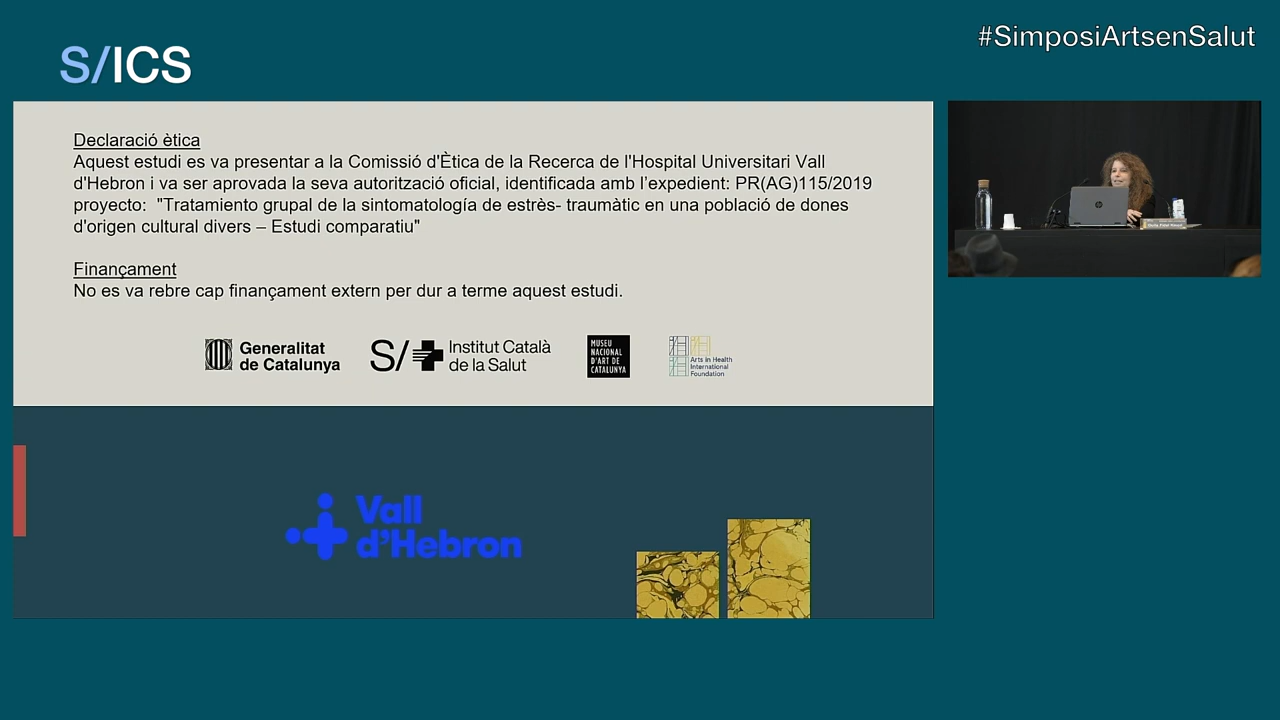 S/ICS
#SimposiArtsenSalut
Declaració ètica
Aquest estudi es va presentar a la Comissió d'Ètica de la Recerca de l'Hospital Universitari Vall
d'Hebron i va ser aprovada la seva autorització oficial, identificada amb l’expedient: PR(AG)115/2019
proyecto: "Tratamiento grupal de la sintomatología de estrès- traumàtic en una població de dones
d'origen cultural divers – Estudi comparatiu"
Finançament
No es va rebre cap finançament extern per dur a terme aquest estudi.
Generalitat
de Catalunya
S/
Institut Català
de la Salut
MUSEU
NACIONAL
D'ART DE
CATALUNYA
Arts in Health
International
Foundation
Vall
d’Hebron
hp